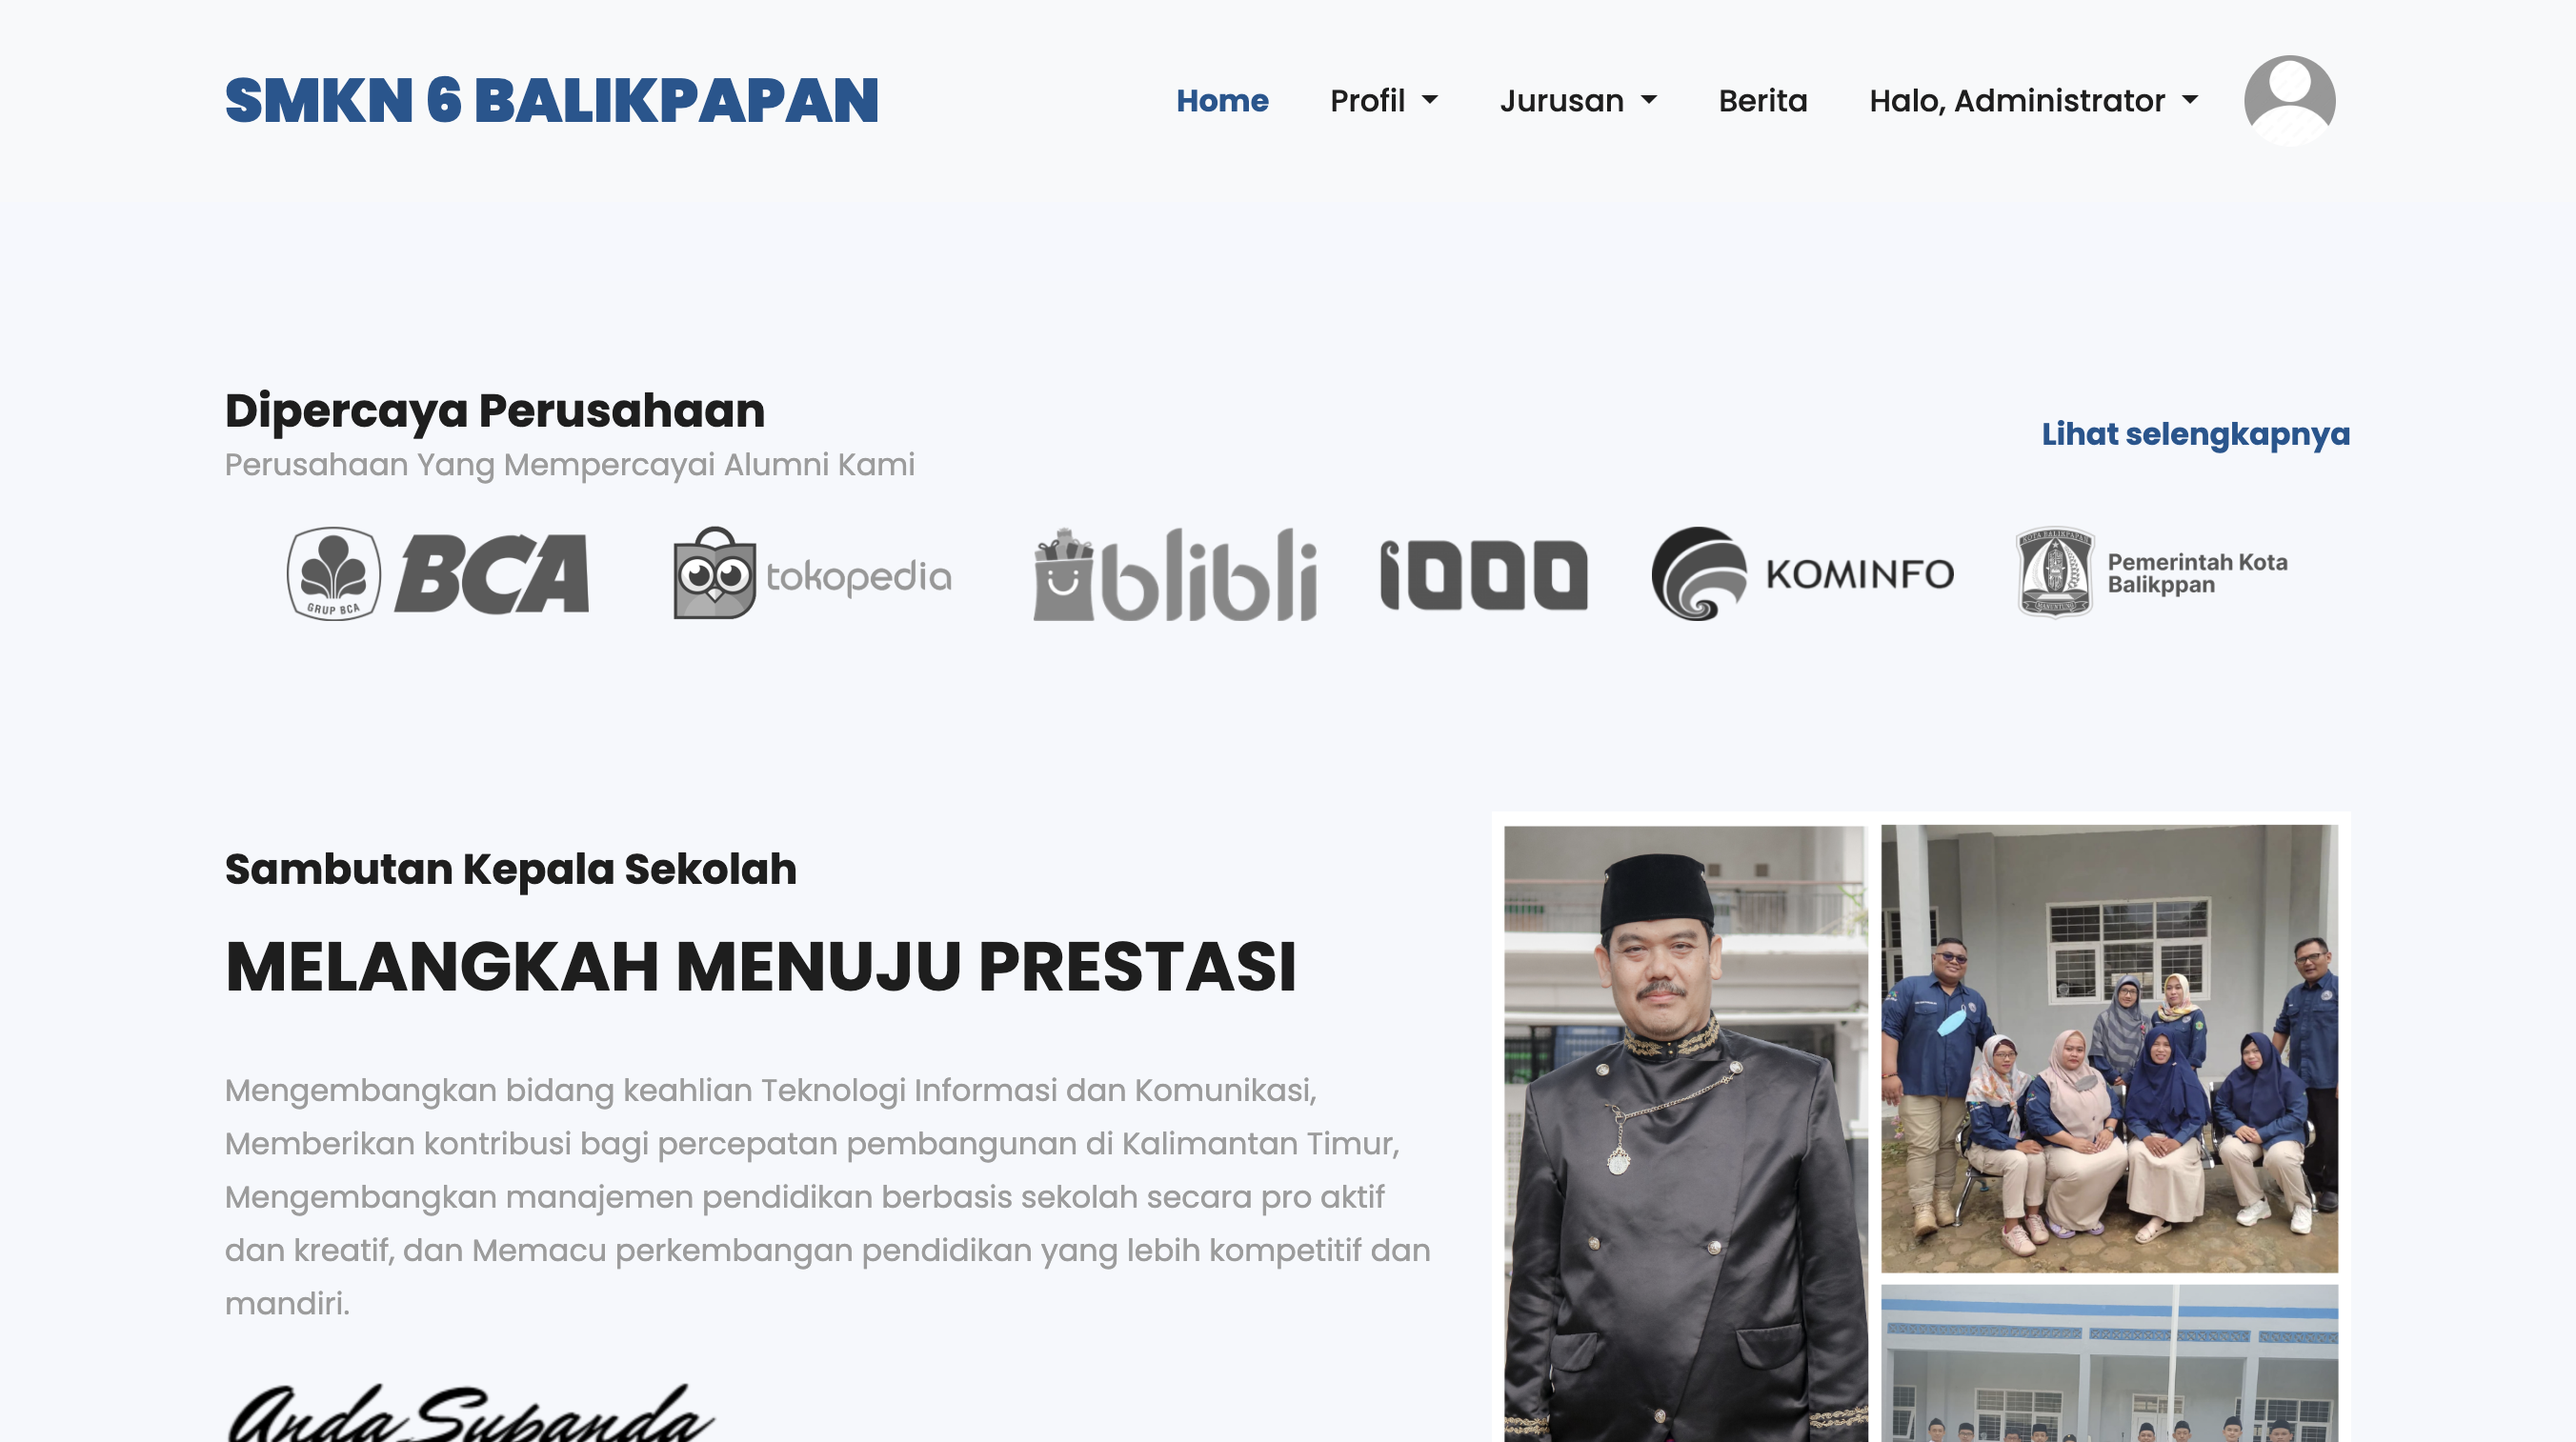 SMKN 6 BALIKPAPAN
Home Profil Jurusan Berita Halo, Administrator
Dipercaya Perusahaan
Perusahaan Yang Mempercayai Alumni Kami
Lihat selengkapnya
GRUP BCA BCA
tokopedia
blibli
1000
KOMINFO
KOTA BALIKPAPAN
Pemerintah Kota
Balikppan
Sambutan Kepala Sekolah
MELANGKAH MENUJU PRESTASI
Mengembangkan bidang keahlian Teknologi Informasi dan Komunikasi,
Memberikan kontribusi bagi percepatan pembangunan di Kalimantan Timur,
Mengembangkan manajemen pendidikan berbasis sekolah secara pro aktif
dan kreatif, dan Memacu perkembangan pendidikan yang lebih kompetitif dan
mandiri.
Anda Supanda